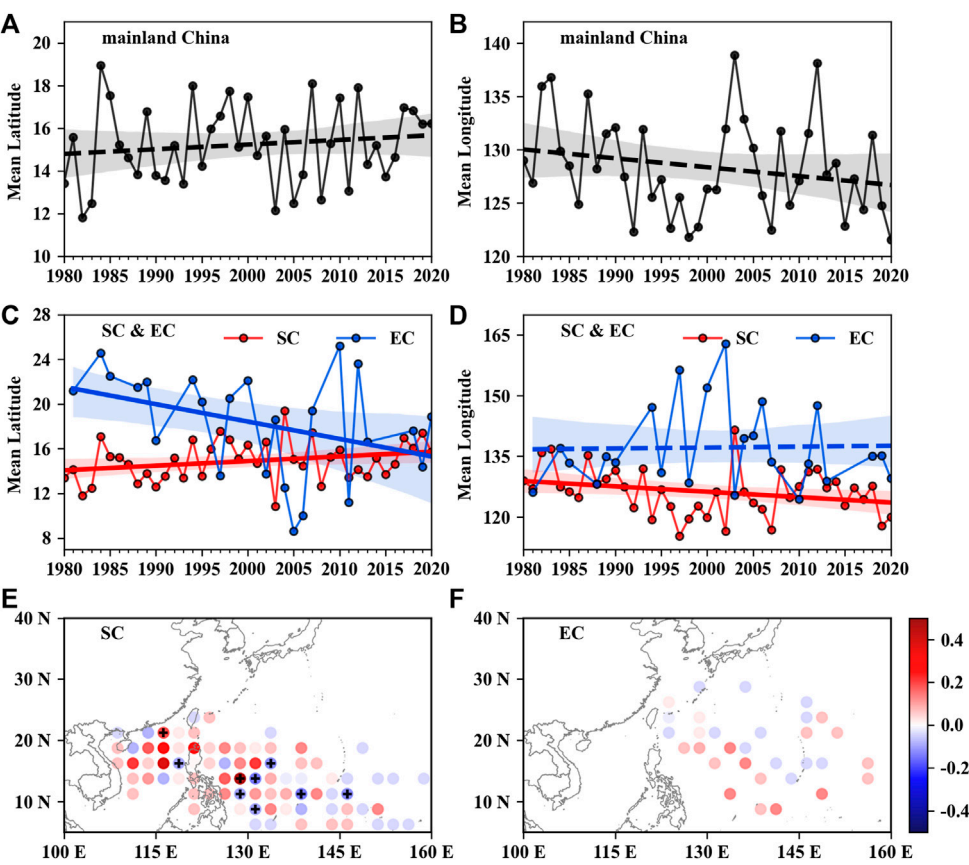 A
mainland China
Mean Latitude
20
18
16
14
12
10
1980 1985 1990 1995 2000 2005 2010 2015 2020
B
mainland China
Mean Longitude
140
135
130
125
120
1980 1985 1990 1995 2000 2005 2010 2015 2020
C
SC & EC
SC
EC
Mean Latitude
28
24
20
16
12
8
1980 1985 1990 1995 2000 2005 2010 2015 2020
D
SC & EC
SC
EC
Mean Longitude
165
150
135
120
1980 1985 1990 1995 2000 2005 2010 2015 2020
E
SC
40 N
30 N
20 N
10 N
100 E 115 E 130 E 145 E 160 E
F
EC
40 N
30 N
20 N
10 N
100 E 115 E 130 E 145 E 160 E
0.4
0.2
0.0
-0.2
-0.4